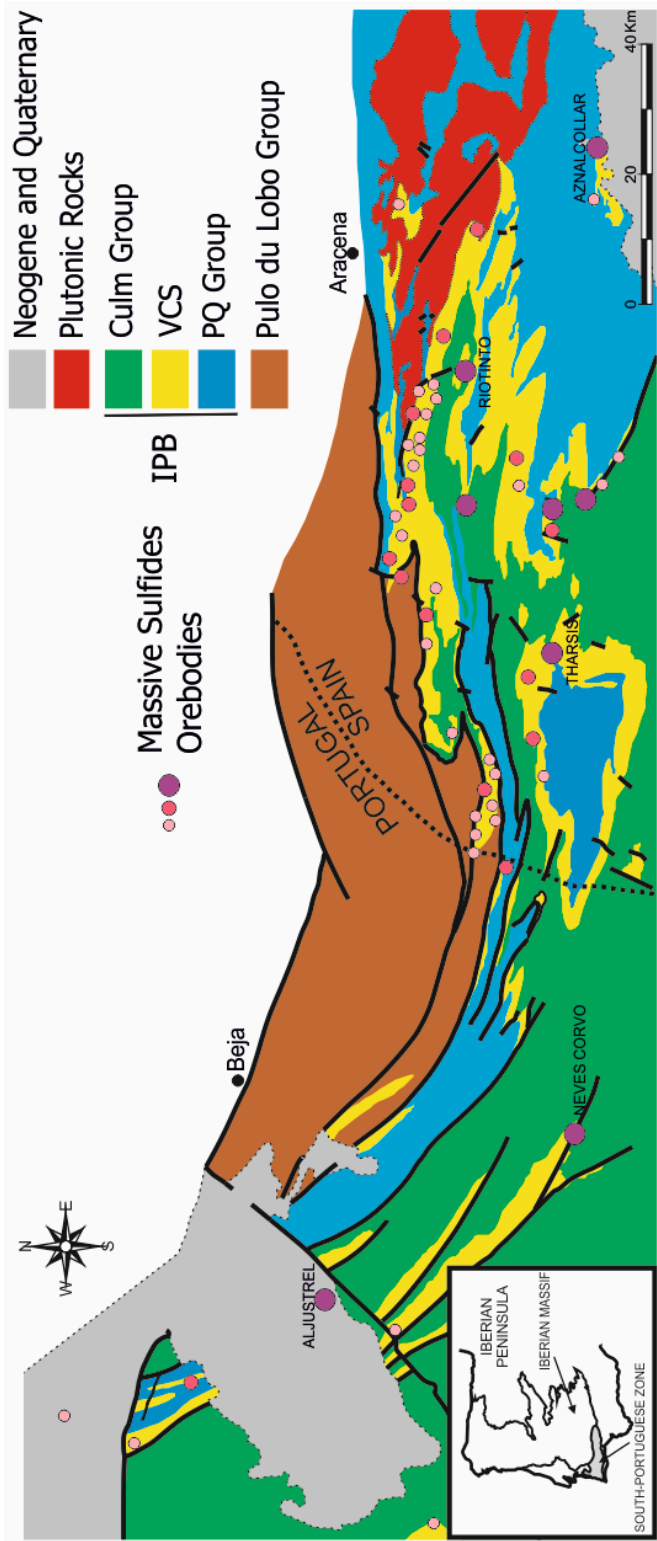 Neogene and Quaternary
Plutonic Rocks
Culm Group
VCS
PQ Group
Pulo du Lobo Group
IPB
Massive Sulfides
Orebodies
N
E
S
W
Beja
Aracena
PORTUGAL
SPAIN
ALJUSTREL
NEVES CORVO
THARSIS
RIOTINTO
AZNALCOLLAR
0
20
40 Km
IBERIAN
PENINSULA
IBERIAN MASSIF
SOUTH-PORTUGUESE ZONE